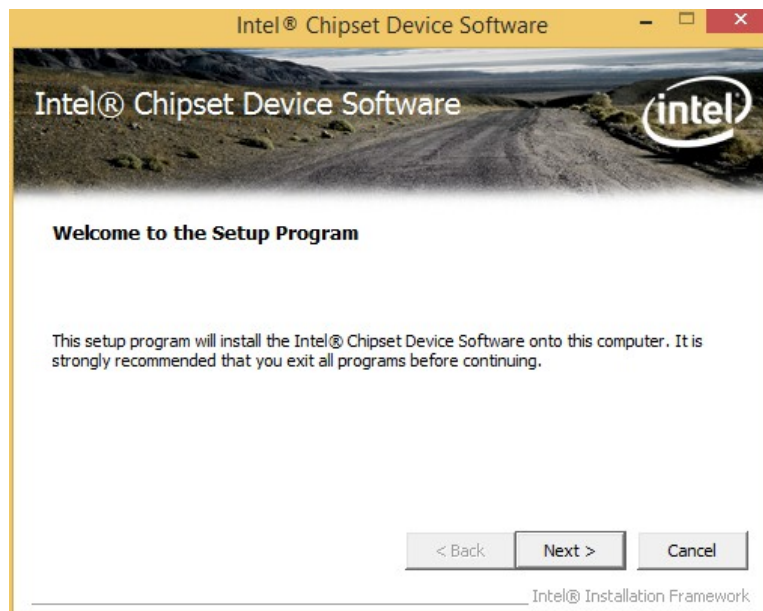 Intel® Chipset Device Software
Intel® Chipset Device Software
intel
Welcome to the Setup Program
This setup program will install the Intel® Chipset Device Software onto this computer. It is
strongly recommended that you exit all programs before continuing.
< Back Next > Cancel
Intel® Installation Framework